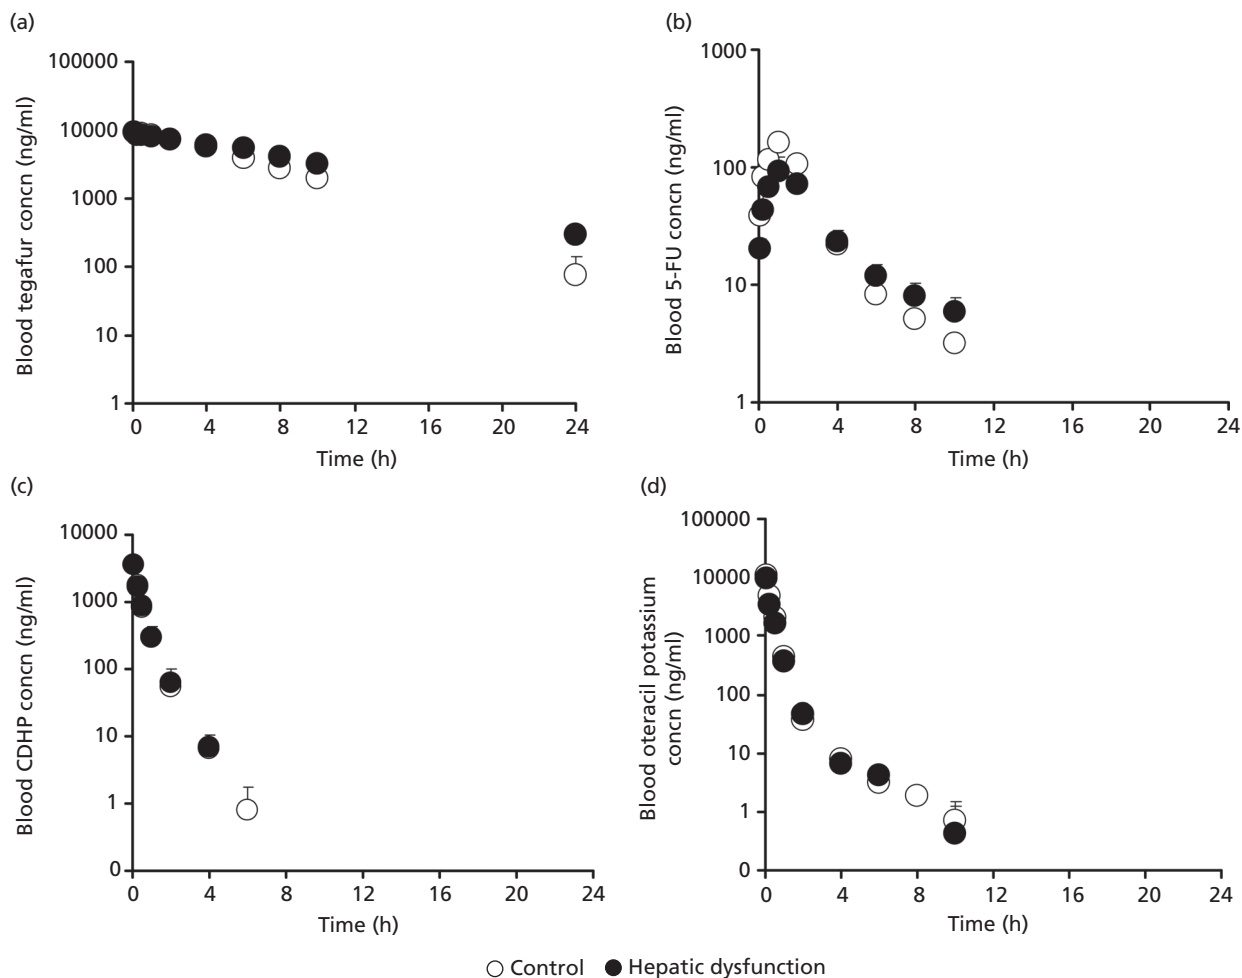 (a)
100000
10000
1000
100
10
1
Blood tegafur concn (ng/ml)
0 4 8 12 16 20 24
Time (h)
(b)
1000
100
10
1
Blood 5-FU concn (ng/ml)
0 4 8 12 16 20 24
Time (h)
(c)
10000
1000
100
10
1
0
Blood CDHP concn (ng/ml)
0 4 8 12 16 20 24
Time (h)
(d)
100000
10000
1000
100
10
1
0
Blood oteracil potassium
concn (ng/ml)
0 4 8 12 16 20 24
Time (h)
Control Hepatic dysfunction